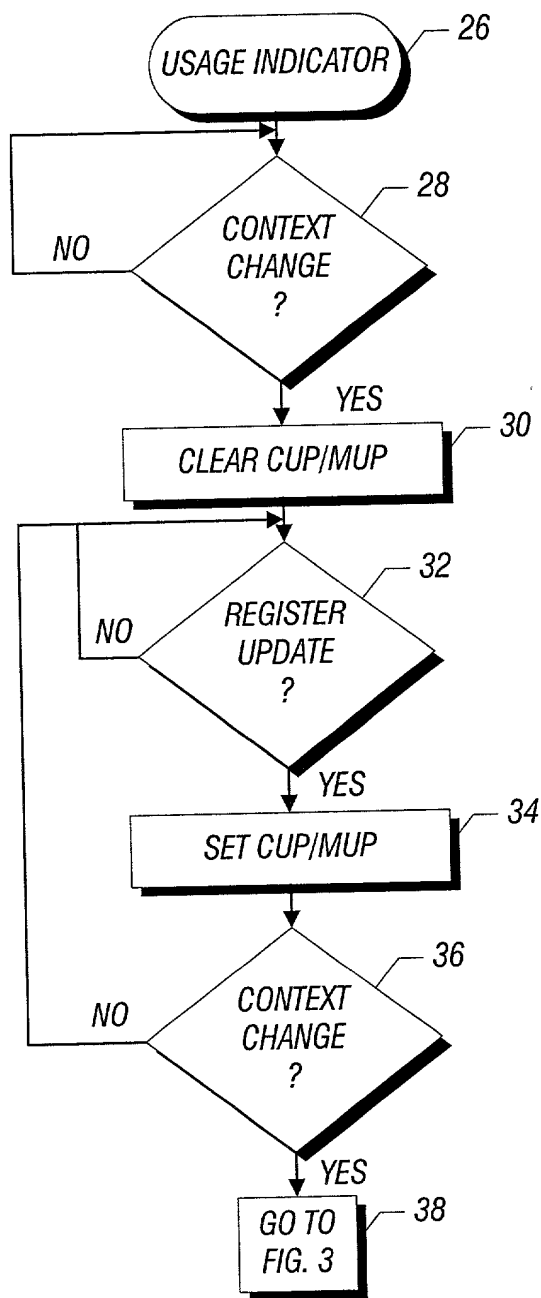 USAGE INDICATOR
26
28
CONTEXT
CHANGE
?
NO
YES
CLEAR CUP/MUP
30
32
REGISTER
UPDATE
?
NO
YES
SET CUP/MUP
34
36
CONTEXT
CHANGE
?
NO
YES
GO TO
FIG. 3
38